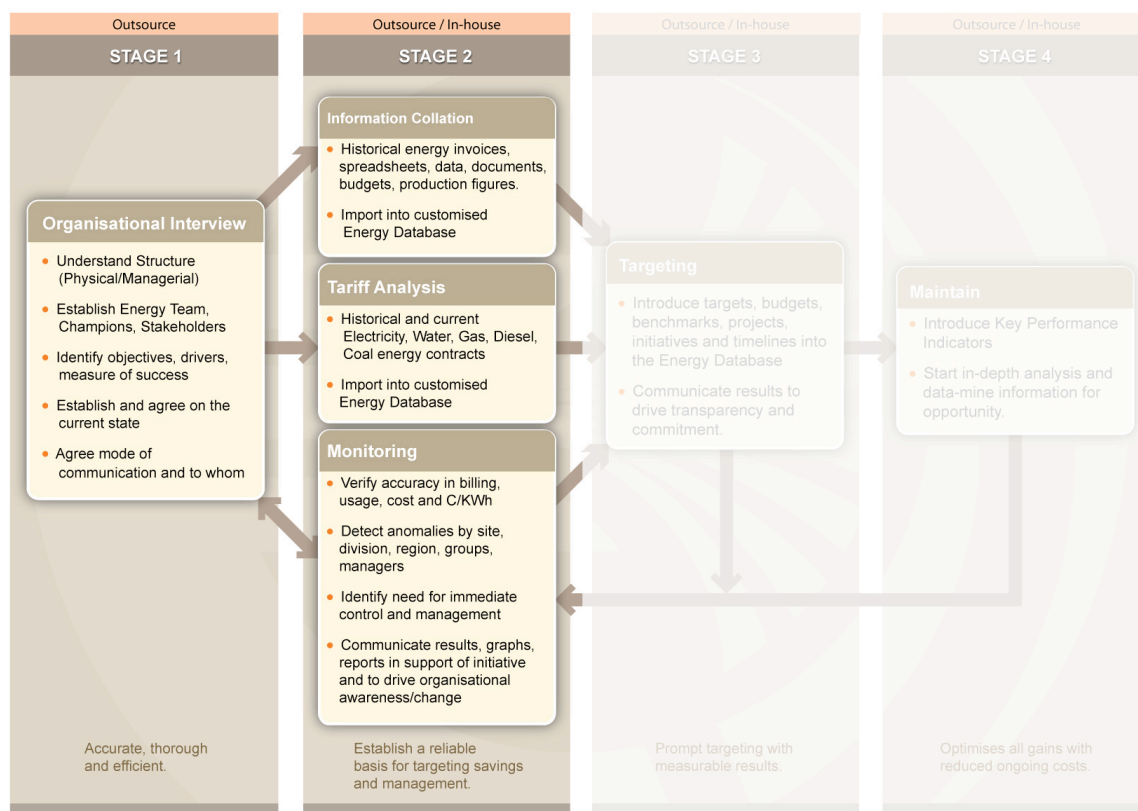 Outsource
STAGE 1
Organisational Interview
• Understand Structure
(Physical/Managerial)
• Establish Energy Team,
Champions, Stakeholders
• Identify objectives, drivers,
measure of success
• Establish and agree on the
current state
• Agree mode of
communication and to whom
Accurate, thorough
and efficient.
Outsource / In-house
STAGE 2
Information Collation
• Historical energy invoices,
spreadsheets, data, documents,
budgets, production figures.
• Import into customised
Energy Database
Tariff Analysis
• Historical and current
Electricity, Water, Gas, Diesel,
Coal energy contracts
• Import into customised
Energy Database
Monitoring
• Verify accuracy in billing,
usage, cost and C/KWh
• Detect anomalies by site,
division, region, groups,
managers
• Identify need for immediate
control and management
• Communicate results, graphs,
reports in support of initiative
and to drive organisational
awareness/change
Establish a reliable
basis for targeting savings
and management.
Outsource / In-house
STAGE 3
Targeting
• Introduce targets, budgets,
benchmarks, projects,
initiatives and timelines into
the Energy Database
• Communicate results to
drive transparency and
commitment.
Prompt targeting with
measurable results.
Outsource / In-house
STAGE 4
Maintain
• Introduce Key Performance
Indicators
• Start in-depth analysis and
data-mine information for
opportunity.
Optimises all gains with
reduced ongoing costs.